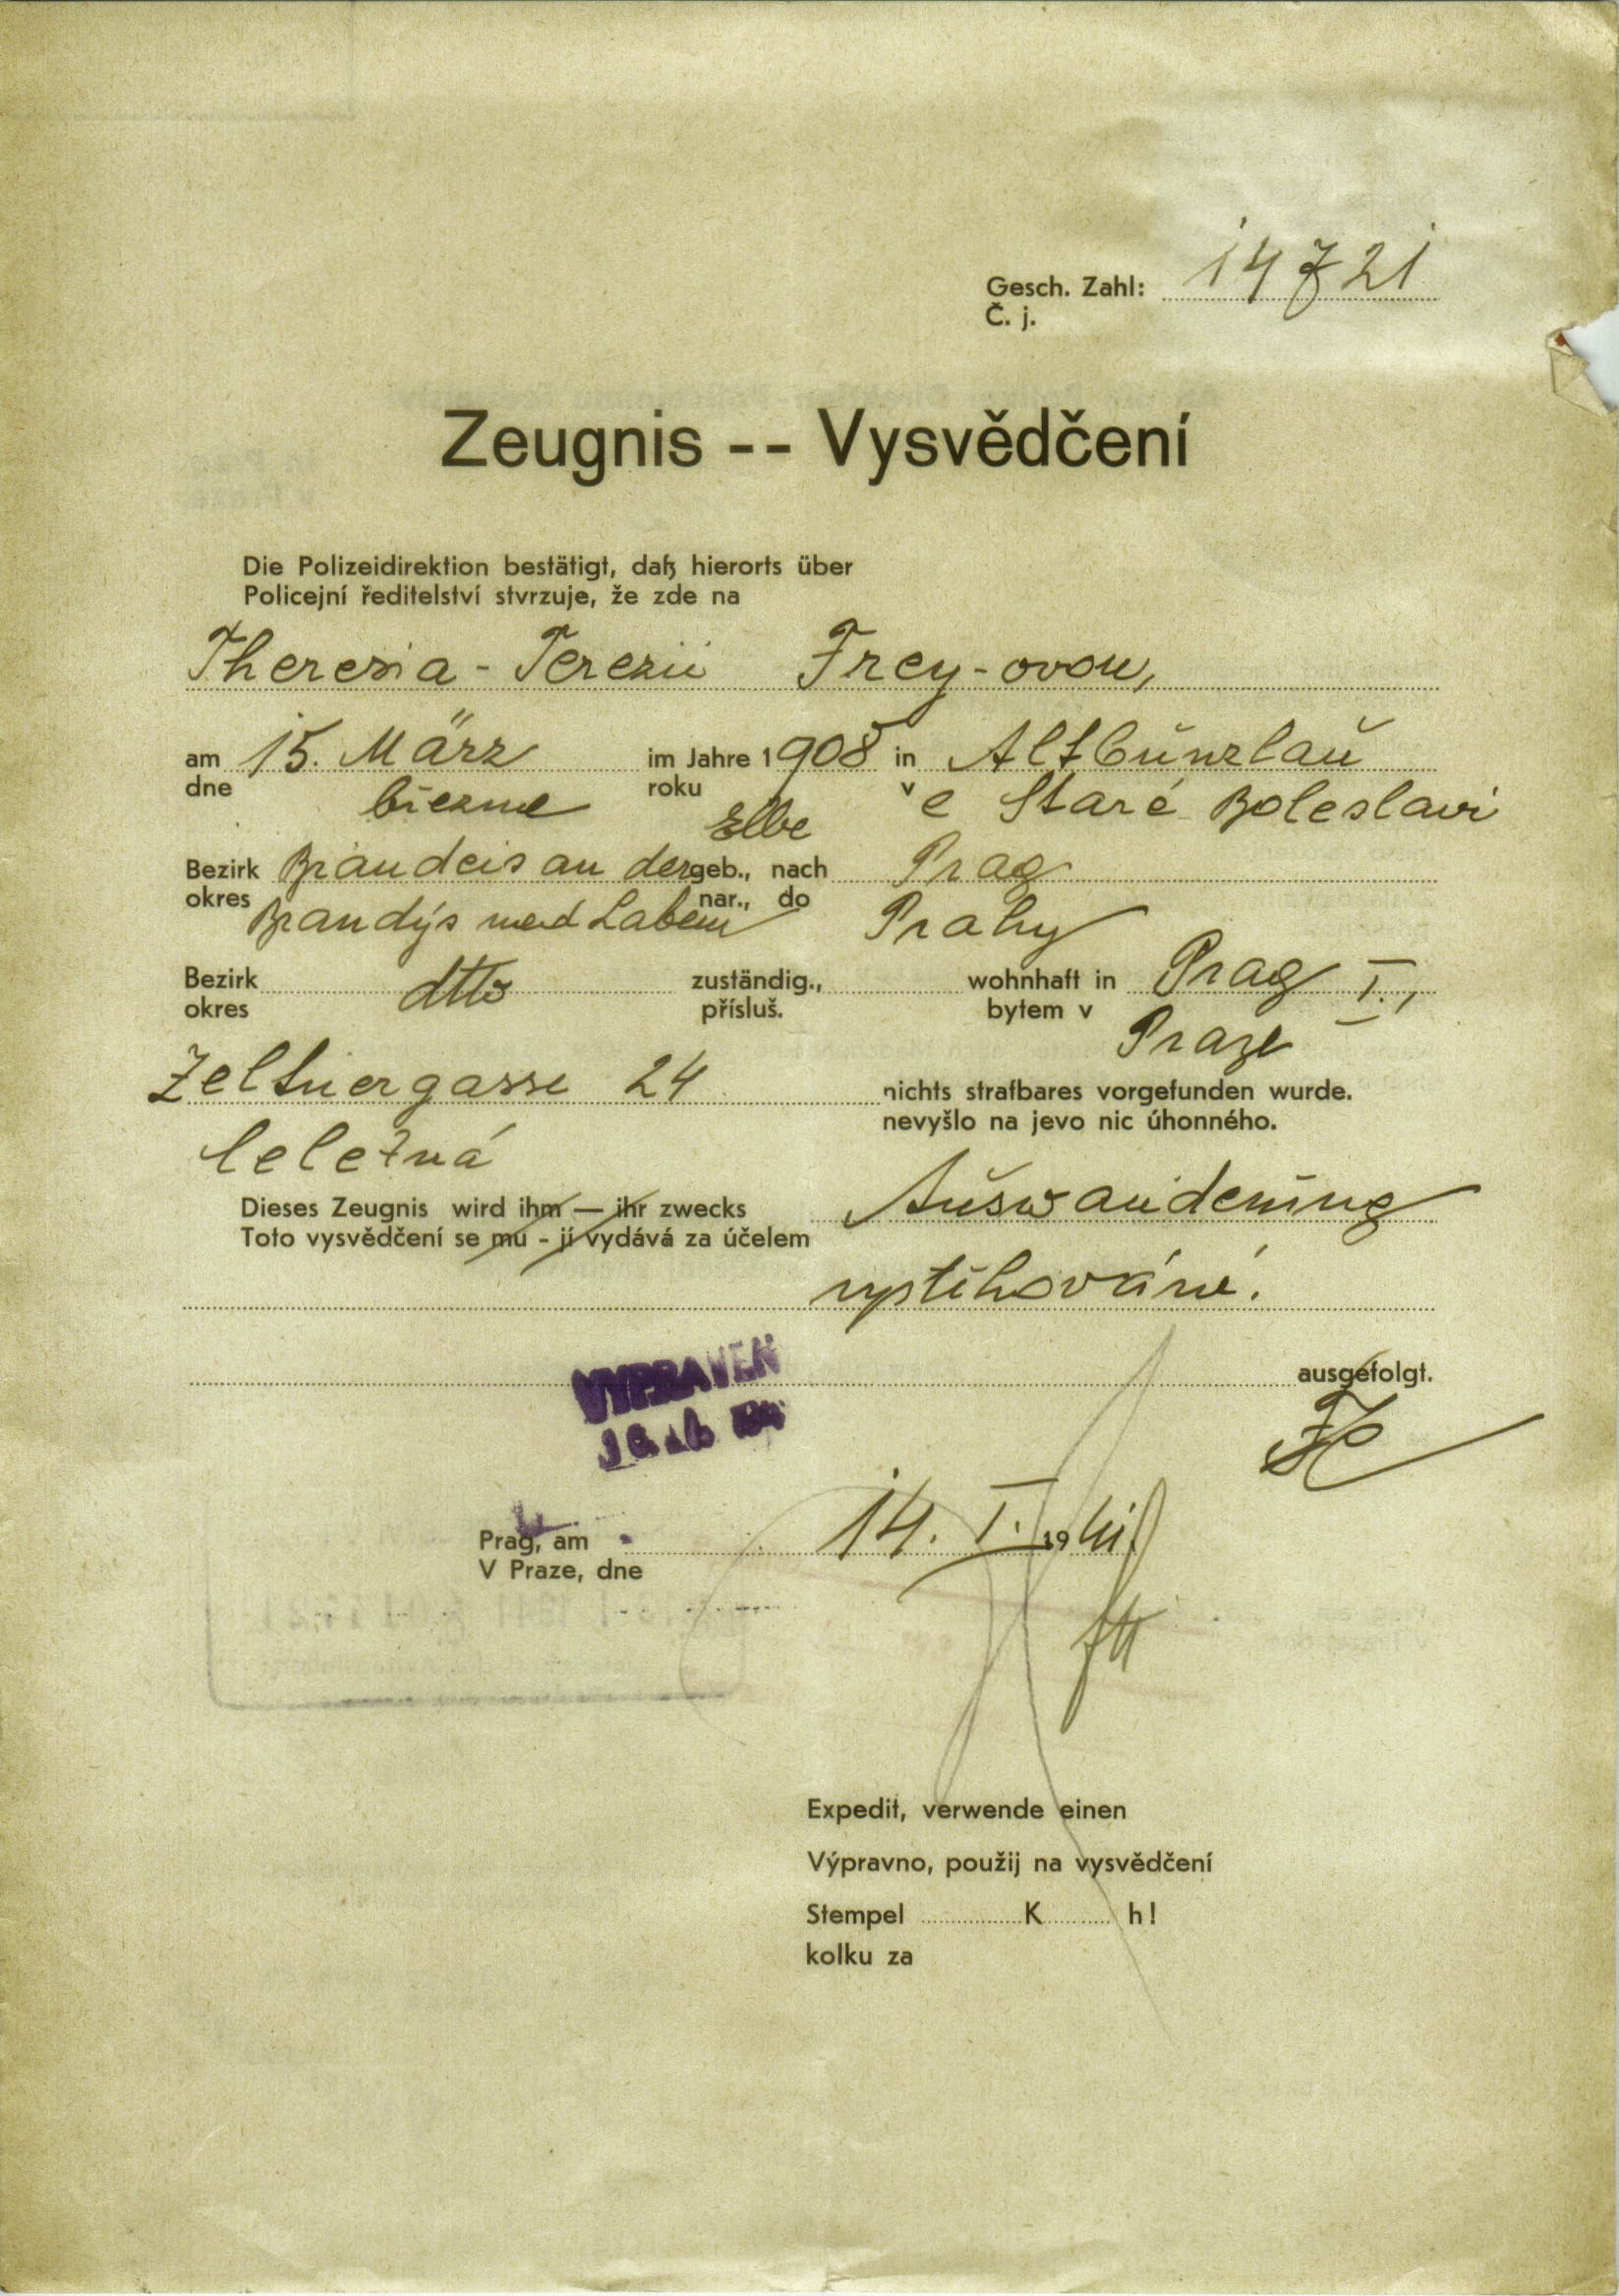 Gesch. Zahl: 14721
Č. j.
Zeugnis -- Vysvědčení
Die Polizeidirektion bestätigt, daß hierorts über
Policejní ředitelství stvrzuje, že zde na
Theresia - Terezii Frey-ovou,
am 15. März im Jahre 1908 in Altbunzlau
dne března roku ve Staré Boleslavi
Elbe
Bezirk Brandeis an der geb., nach Prag
okres Brandýs nad Labem nar., do Prahy
Bezirk dtto zuständig., wohnhaft in Prag I.,
okres přísluš. bytem v Praze
Zeltnergasse 24 nichts strafbares vorgefunden wurde.
nevyšlo na jevo nic úhonného.
Celetná
Dieses Zeugnis wird ihm — ihr zwecks Auswanderung
Toto vysvědčení se mu - jí vydává za účelem
vystěhování.
VYPRAVEN
ausgefolgt.
Prag, am 14. I. 1941
V Praze, dne
Expedit, verwende einen
Výpravno, použij na vysvědčení
Stempel K h!
kolku za